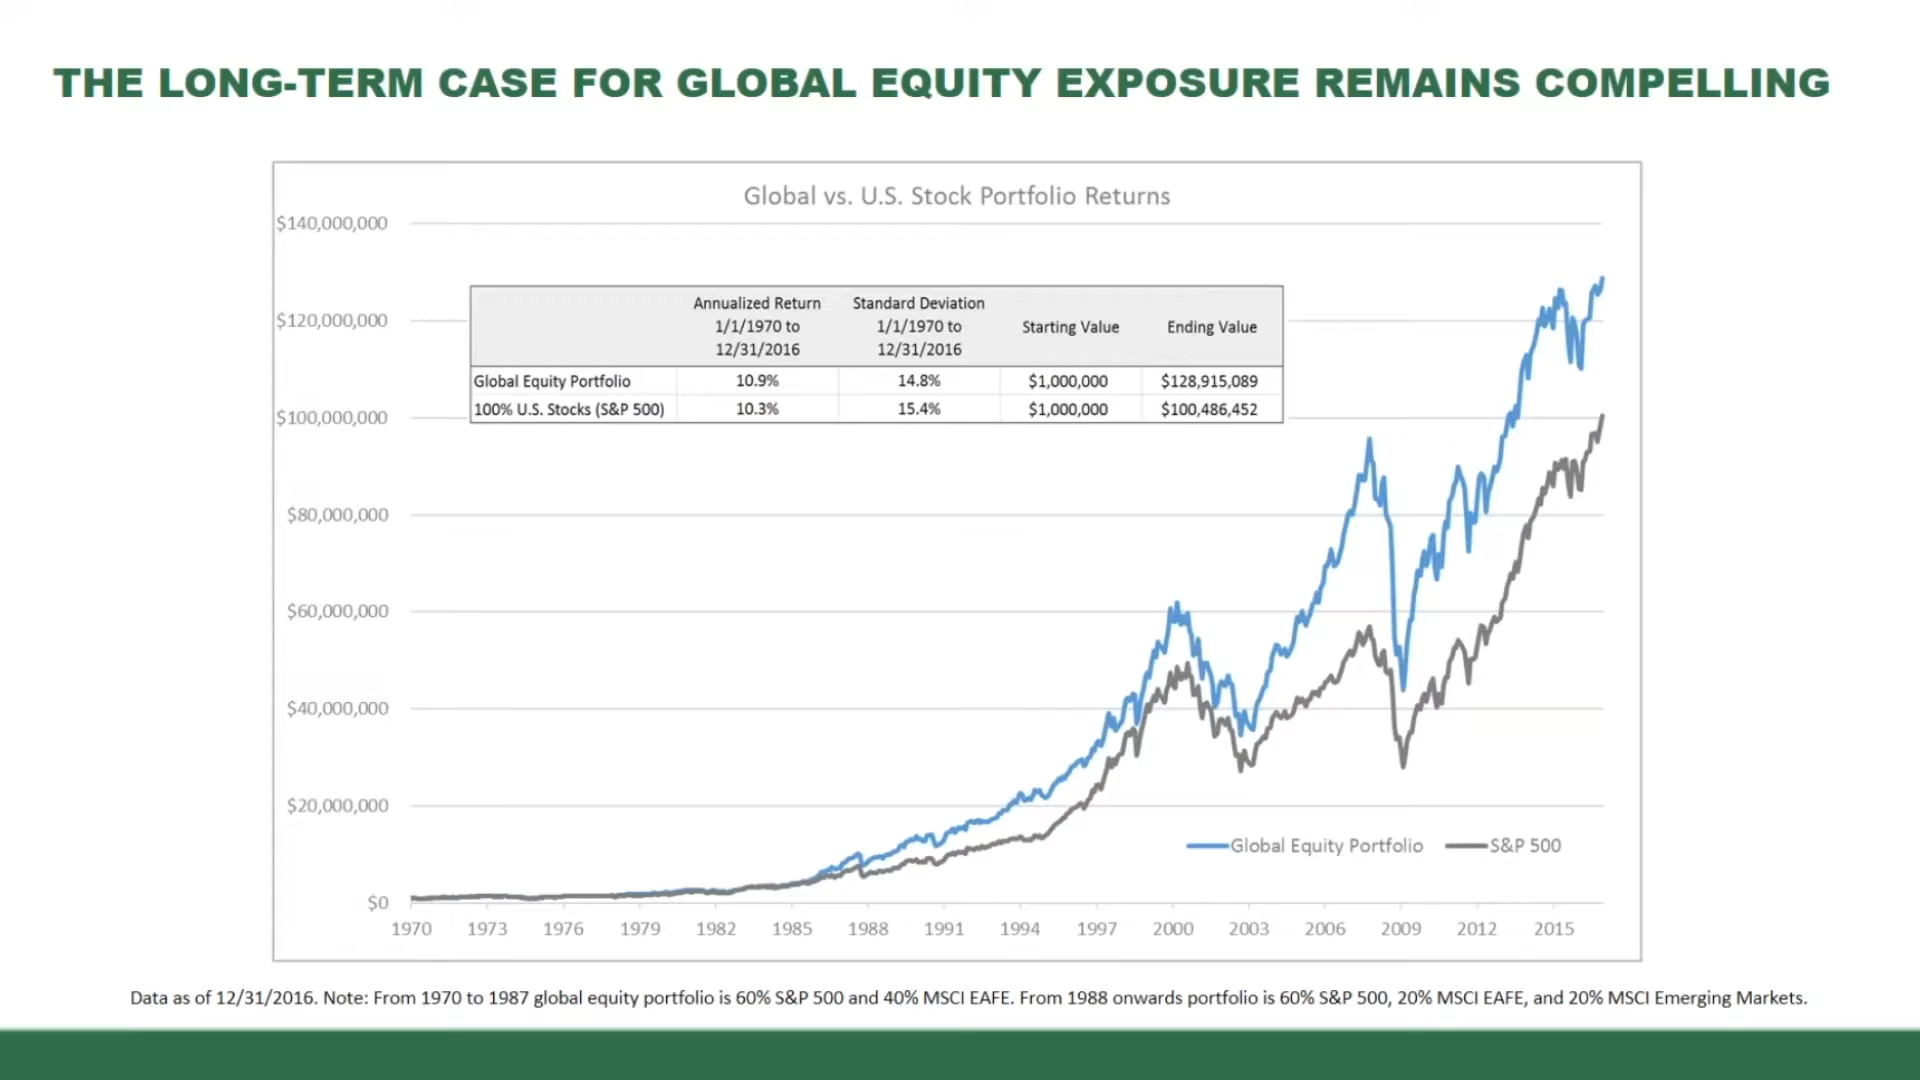 THE LONG-TERM CASE FOR GLOBAL EQUITY EXPOSURE REMAINS COMPELLING
Global vs. U.S. Stock Portfolio Returns
$140,000,000
$120,000,000
$100,000,000
$80,000,000
$60,000,000
$40,000,000
$20,000,000
$0
Annualized Return 1/1/1970 to 12/31/2016 Standard Deviation 1/1/1970 to 12/31/2016 Starting Value Ending Value
Global Equity Portfolio 10.9% 14.8% $1,000,000 $128,915,089
100% U.S. Stocks (S&P 500) 10.3% 15.4% $1,000,000 $100,486,452
Global Equity Portfolio S&P 500
1970 1973 1976 1979 1982 1985 1988 1991 1994 1997 2000 2003 2006 2009 2012 2015
Data as of 12/31/2016. Note: From 1970 to 1987 global equity portfolio is 60% S&P 500 and 40% MSCI EAFE. From 1988 onwards portfolio is 60% S&P 500, 20% MSCI EAFE, and 20% MSCI Emerging Markets.